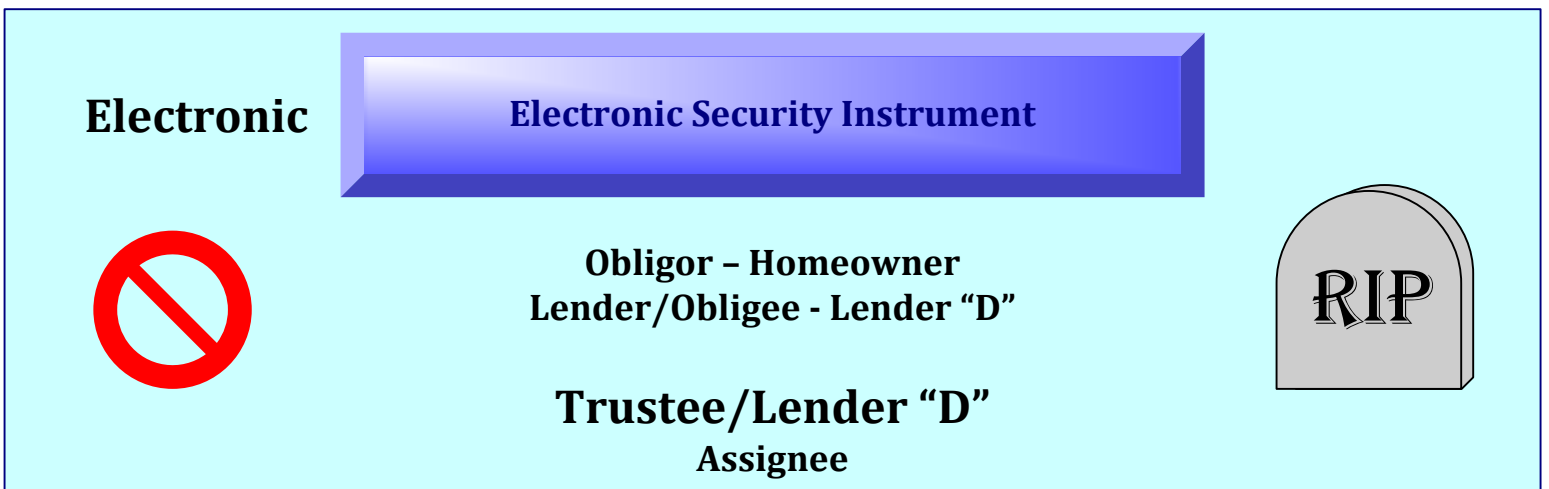 Electronic
Electronic Security Instrument
Obligor – Homeowner
Lender/Obligee - Lender “D”
RIP
Trustee/Lender “D”
Assignee